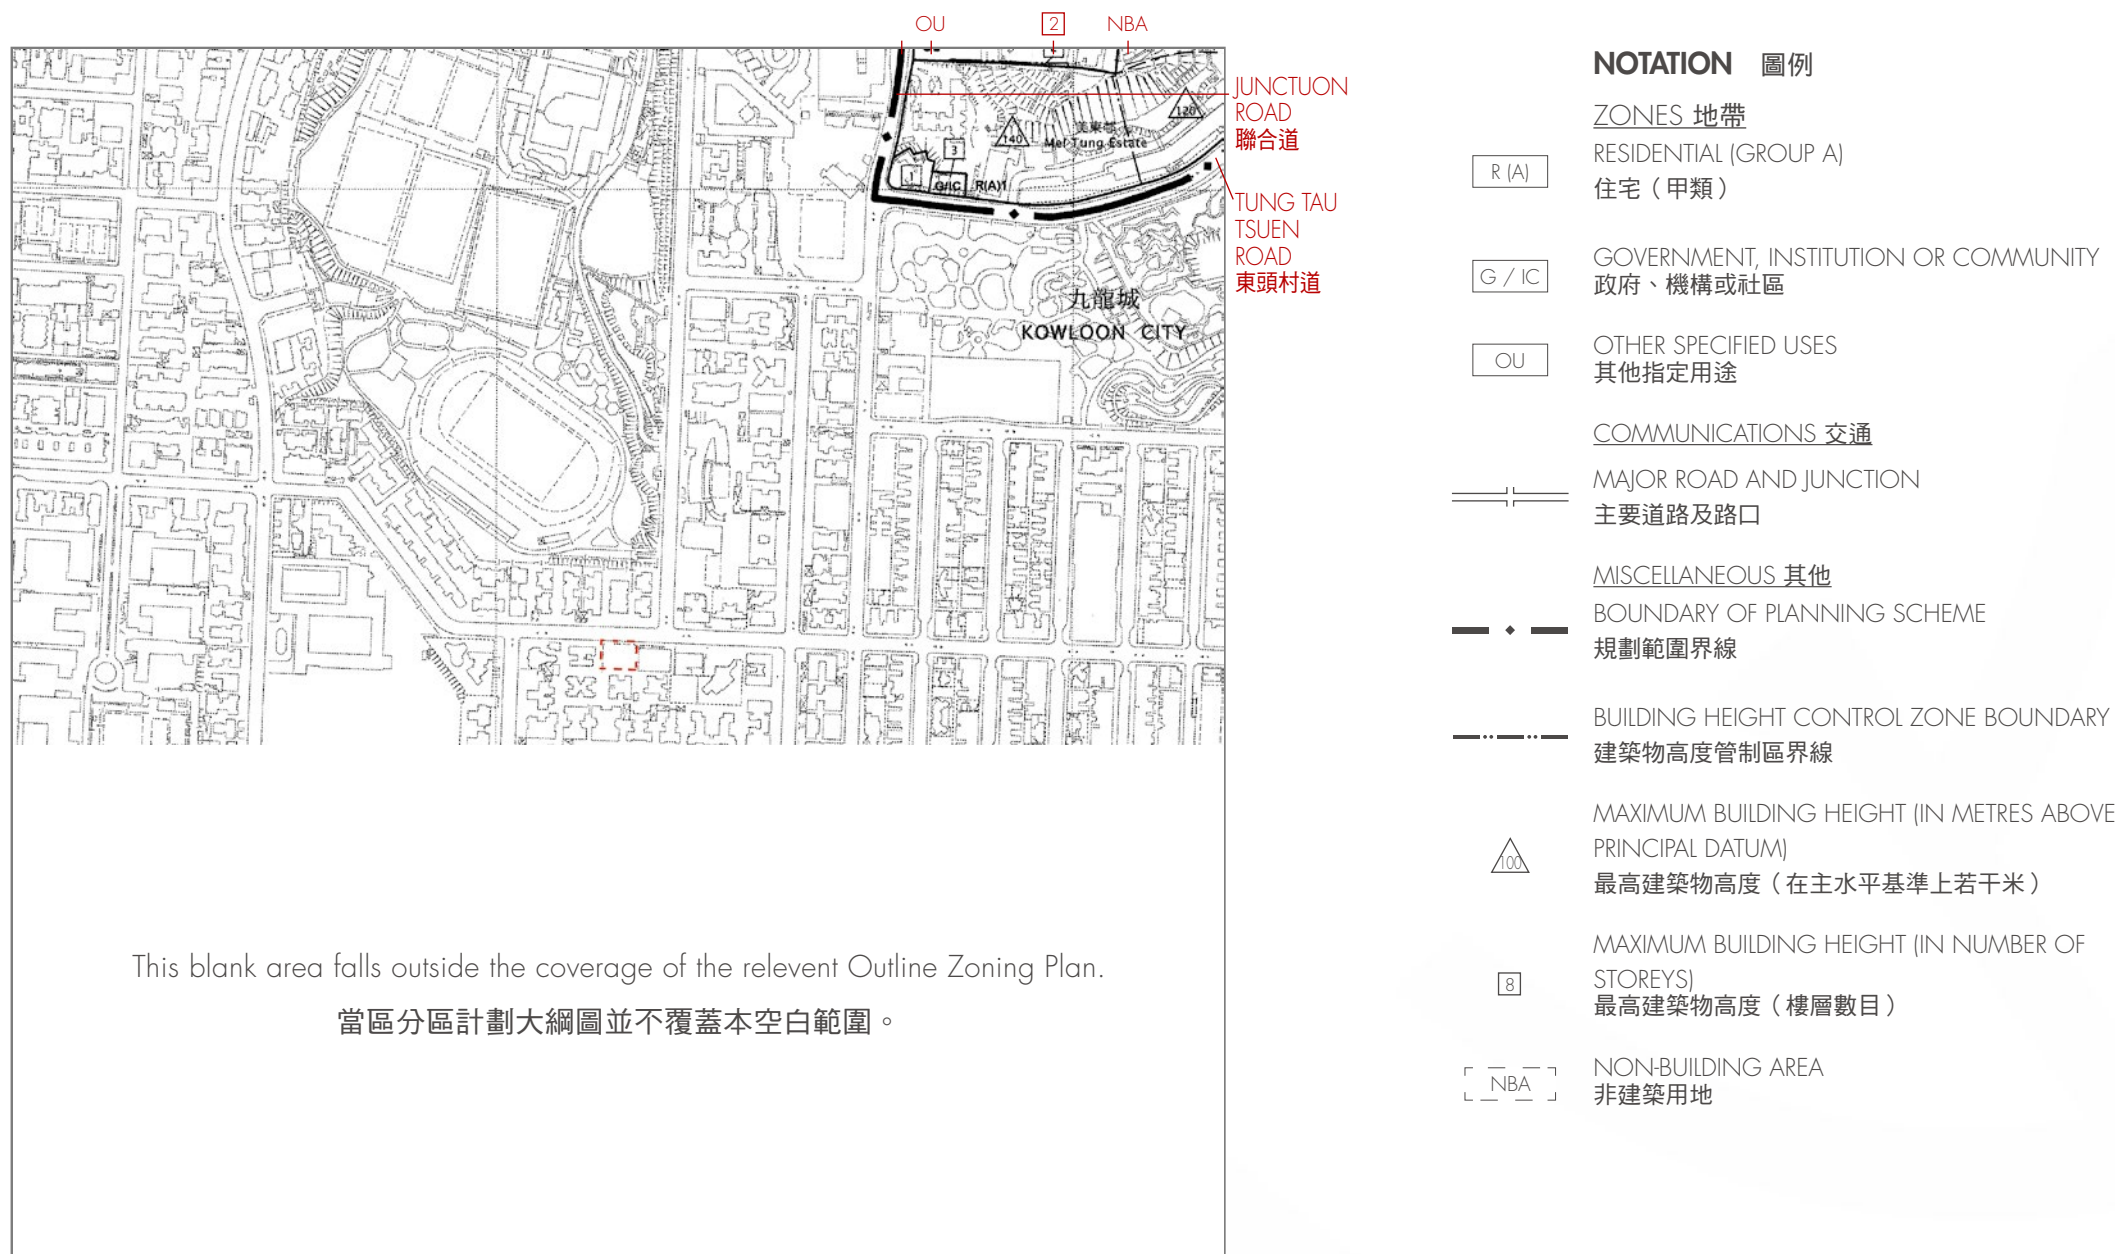 OU 2 NBA
JUNCTUON
ROAD
聯合道
TUNG TAU
TSUEN
ROAD
東頭村道
120
140
美東邨
Mei Tung Estate
3
1
G/IC
R(A)1
九龍城
KOWLOON CITY
This blank area falls outside the coverage of the relevent Outline Zoning Plan.
當區分區計劃大綱圖並不覆蓋本空白範圍。
NOTATION 圖例
ZONES 地帶
R (A)
RESIDENTIAL (GROUP A)
住宅（甲類）
G / IC
GOVERNMENT, INSTITUTION OR COMMUNITY
政府、機構或社區
OU
OTHER SPECIFIED USES
其他指定用途
COMMUNICATIONS 交通
MAJOR ROAD AND JUNCTION
主要道路及路口
MISCELLANEOUS 其他
BOUNDARY OF PLANNING SCHEME
規劃範圍界線
BUILDING HEIGHT CONTROL ZONE BOUNDARY
建築物高度管制區界線
100
MAXIMUM BUILDING HEIGHT (IN METRES ABOVE
PRINCIPAL DATUM)
最高建築物高度（在主水平基準上若干米）
8
MAXIMUM BUILDING HEIGHT (IN NUMBER OF
STOREYS)
最高建築物高度（樓層數目）
NBA
NON-BUILDING AREA
非建築用地